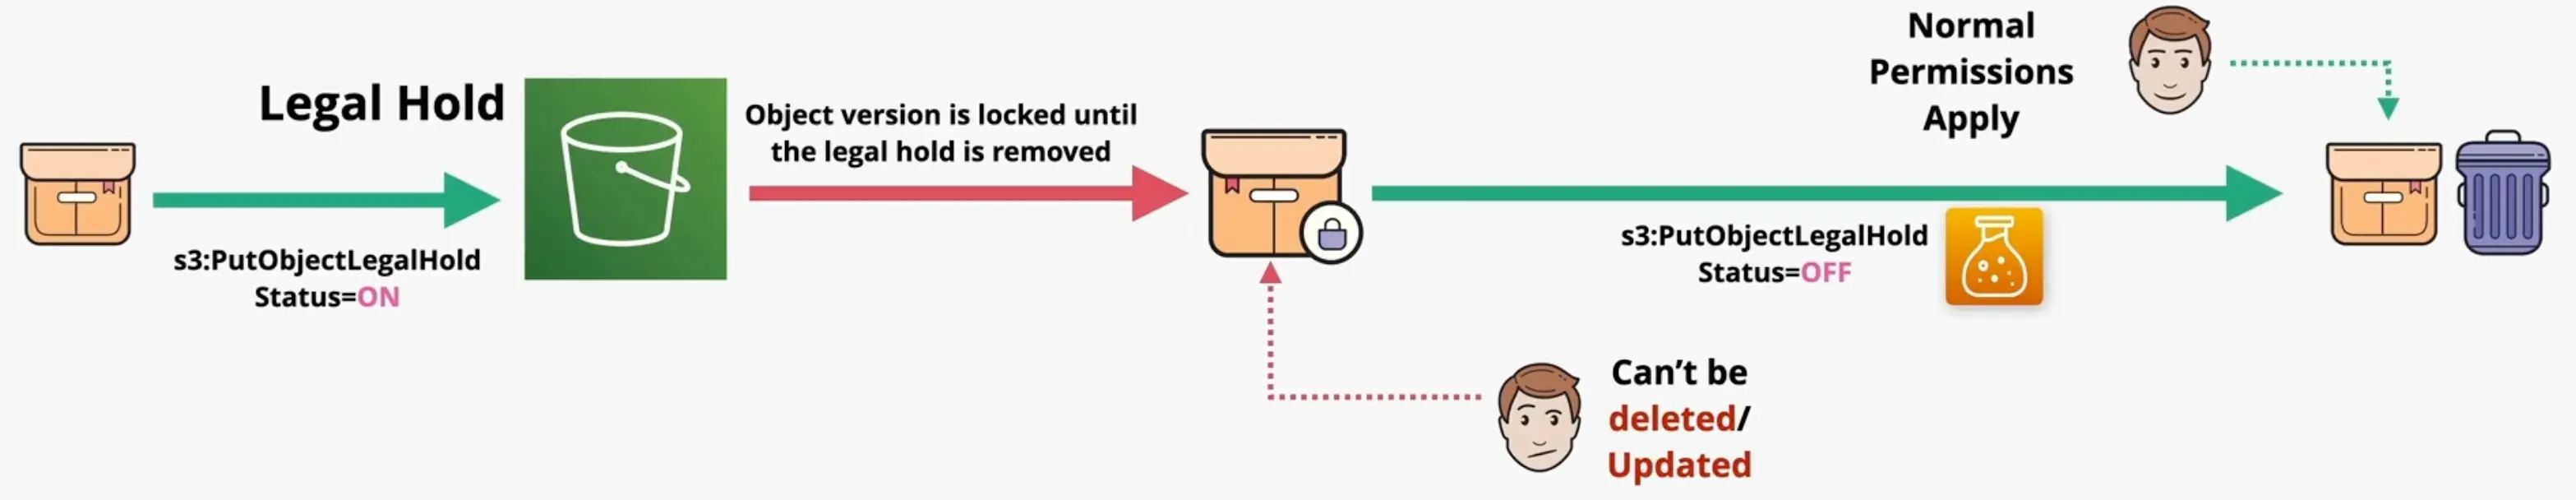 Legal Hold
s3:PutObjectLegalHold
Status=ON
Object version is locked until
the legal hold is removed
Can’t be
deleted/
Updated
s3:PutObjectLegalHold
Status=OFF
Normal
Permissions
Apply